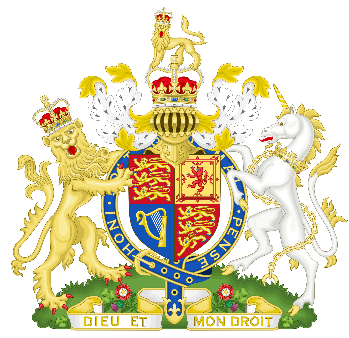 HONI
PENSE
DIEU ET MON DROIT